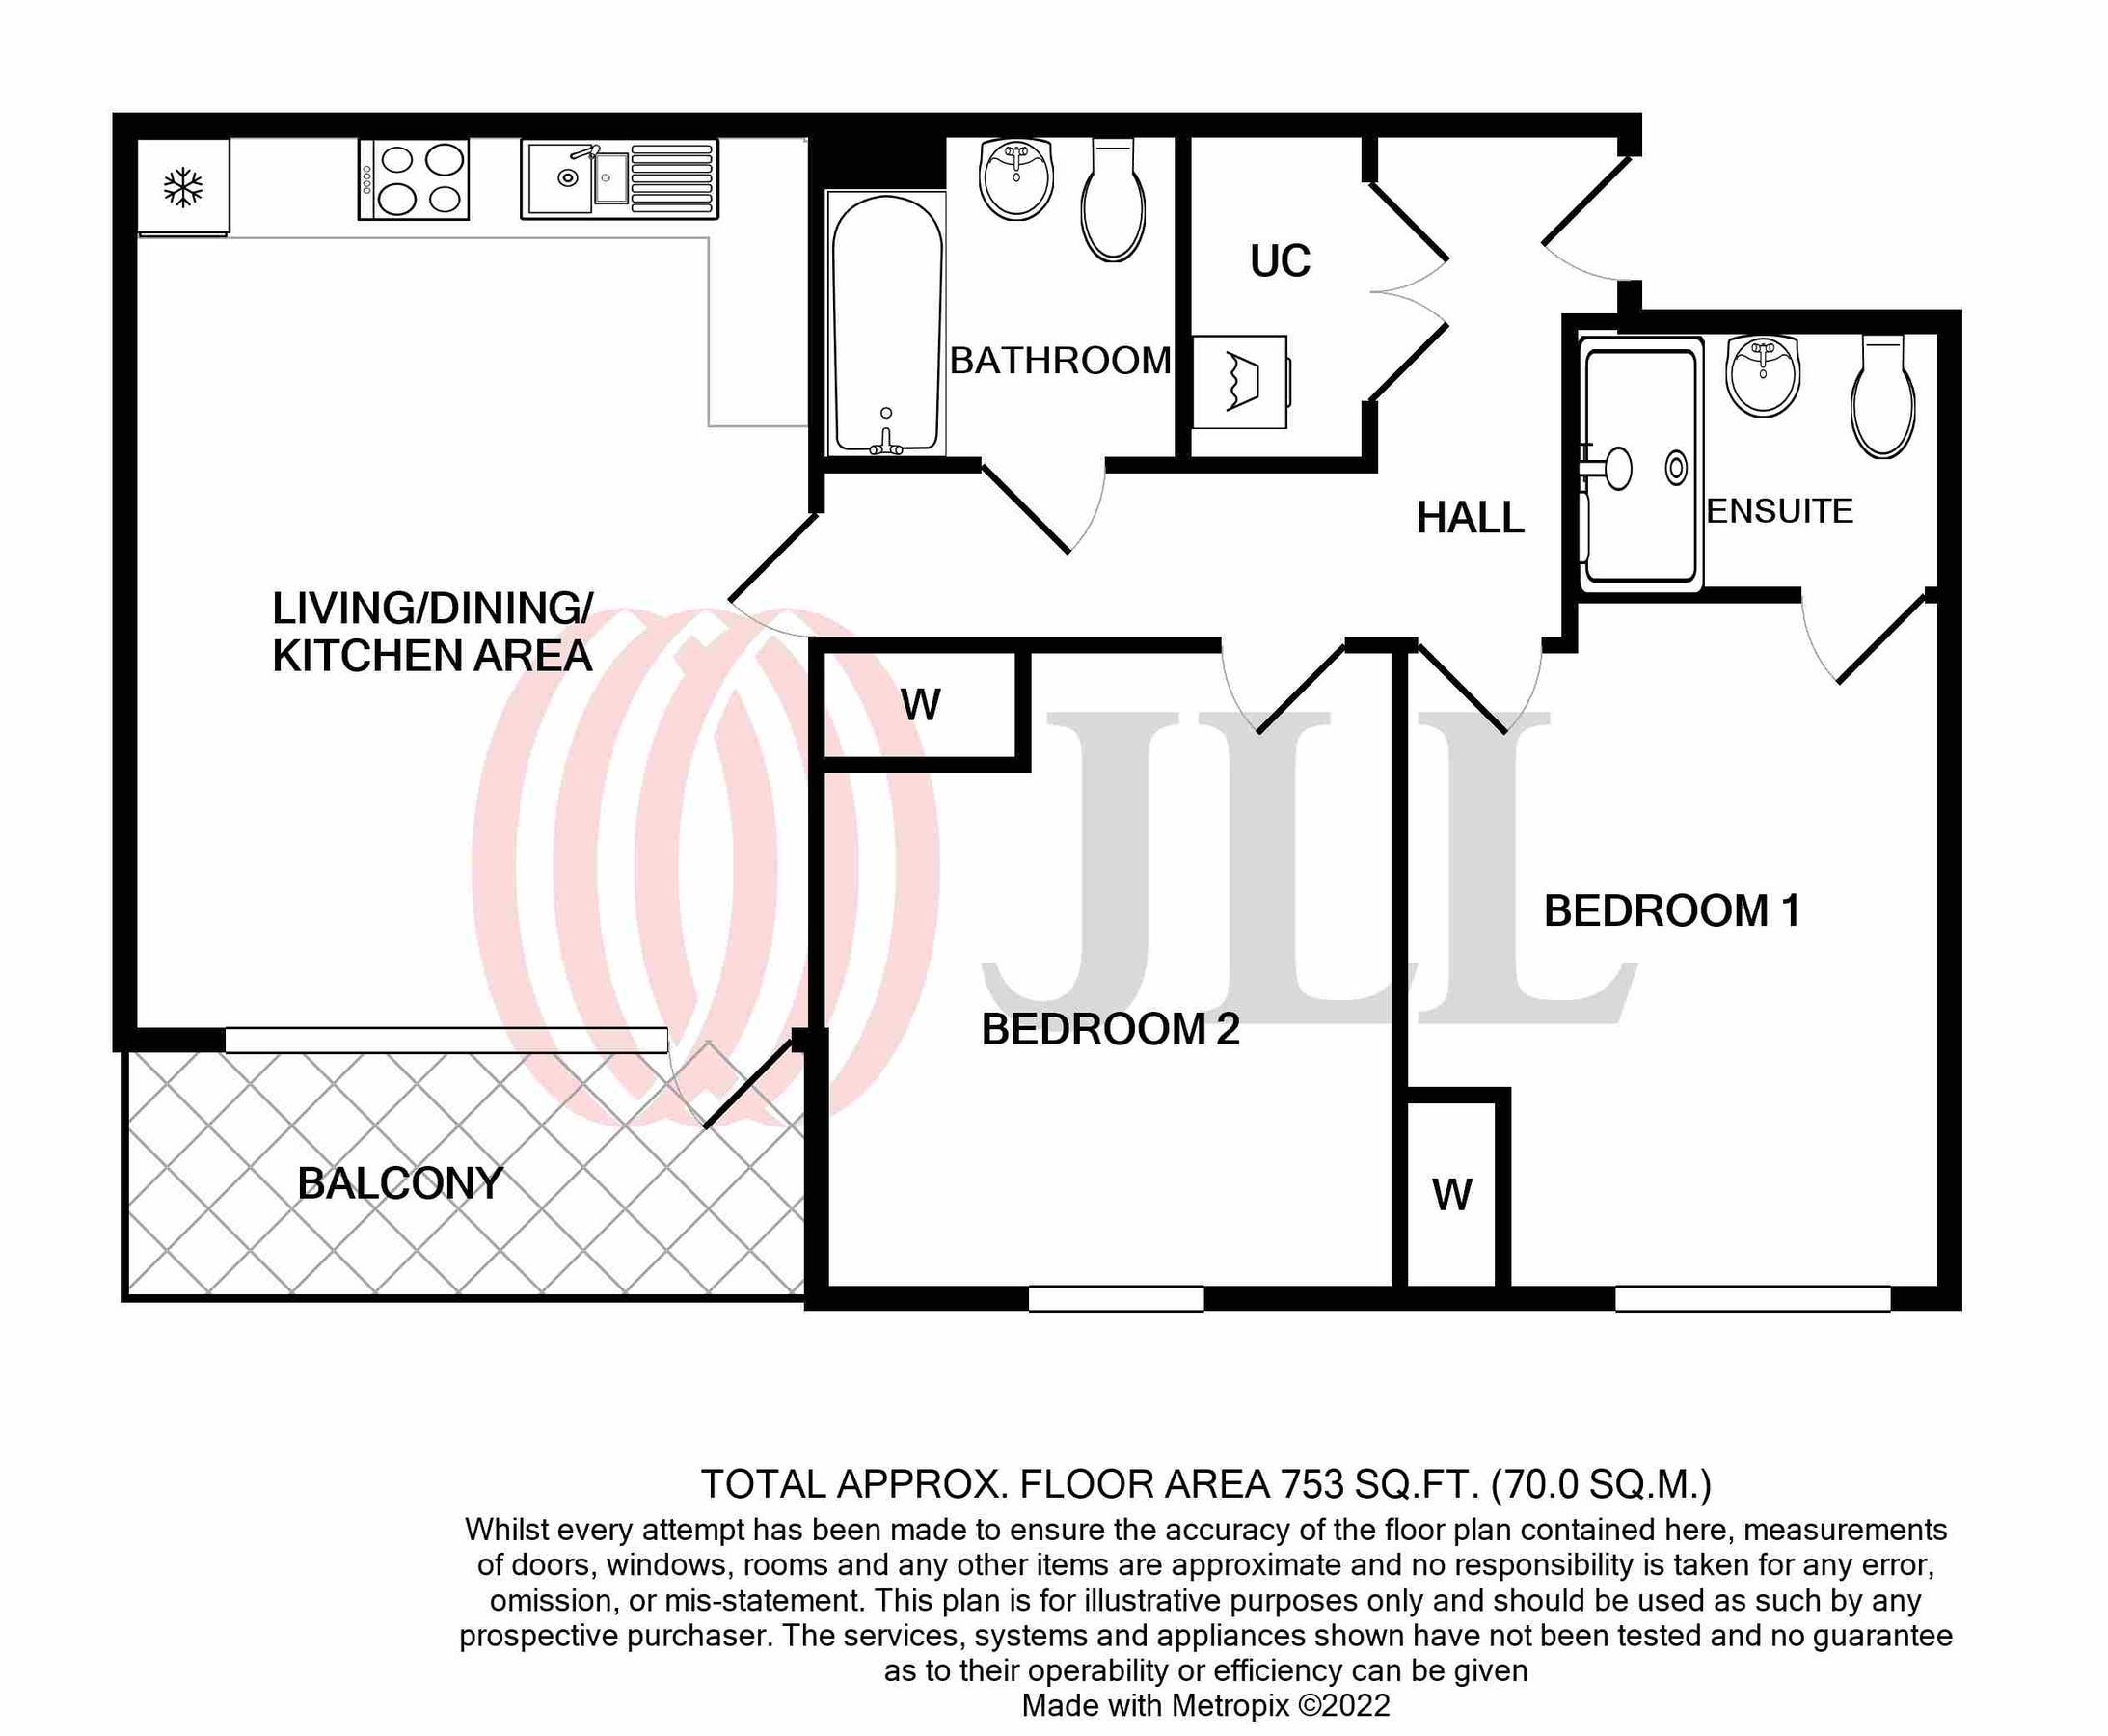 UC
BATHROOM
HALL
ENSUITE
LIVING/DINING/
KITCHEN AREA
W
JLL
BEDROOM 1
BEDROOM 2
BALCONY
W
TOTAL APPROX. FLOOR AREA 753 SQ.FT. (70.0 SQ.M.)
Whilst every attempt has been made to ensure the accuracy of the floor plan contained here, measurements
of doors, windows, rooms and any other items are approximate and no responsibility is taken for any error,
omission, or mis-statement. This plan is for illustrative purposes only and should be used as such by any
prospective purchaser. The services, systems and appliances shown have not been tested and no guarantee
as to their operability or efficiency can be given
Made with Metropix ©2022